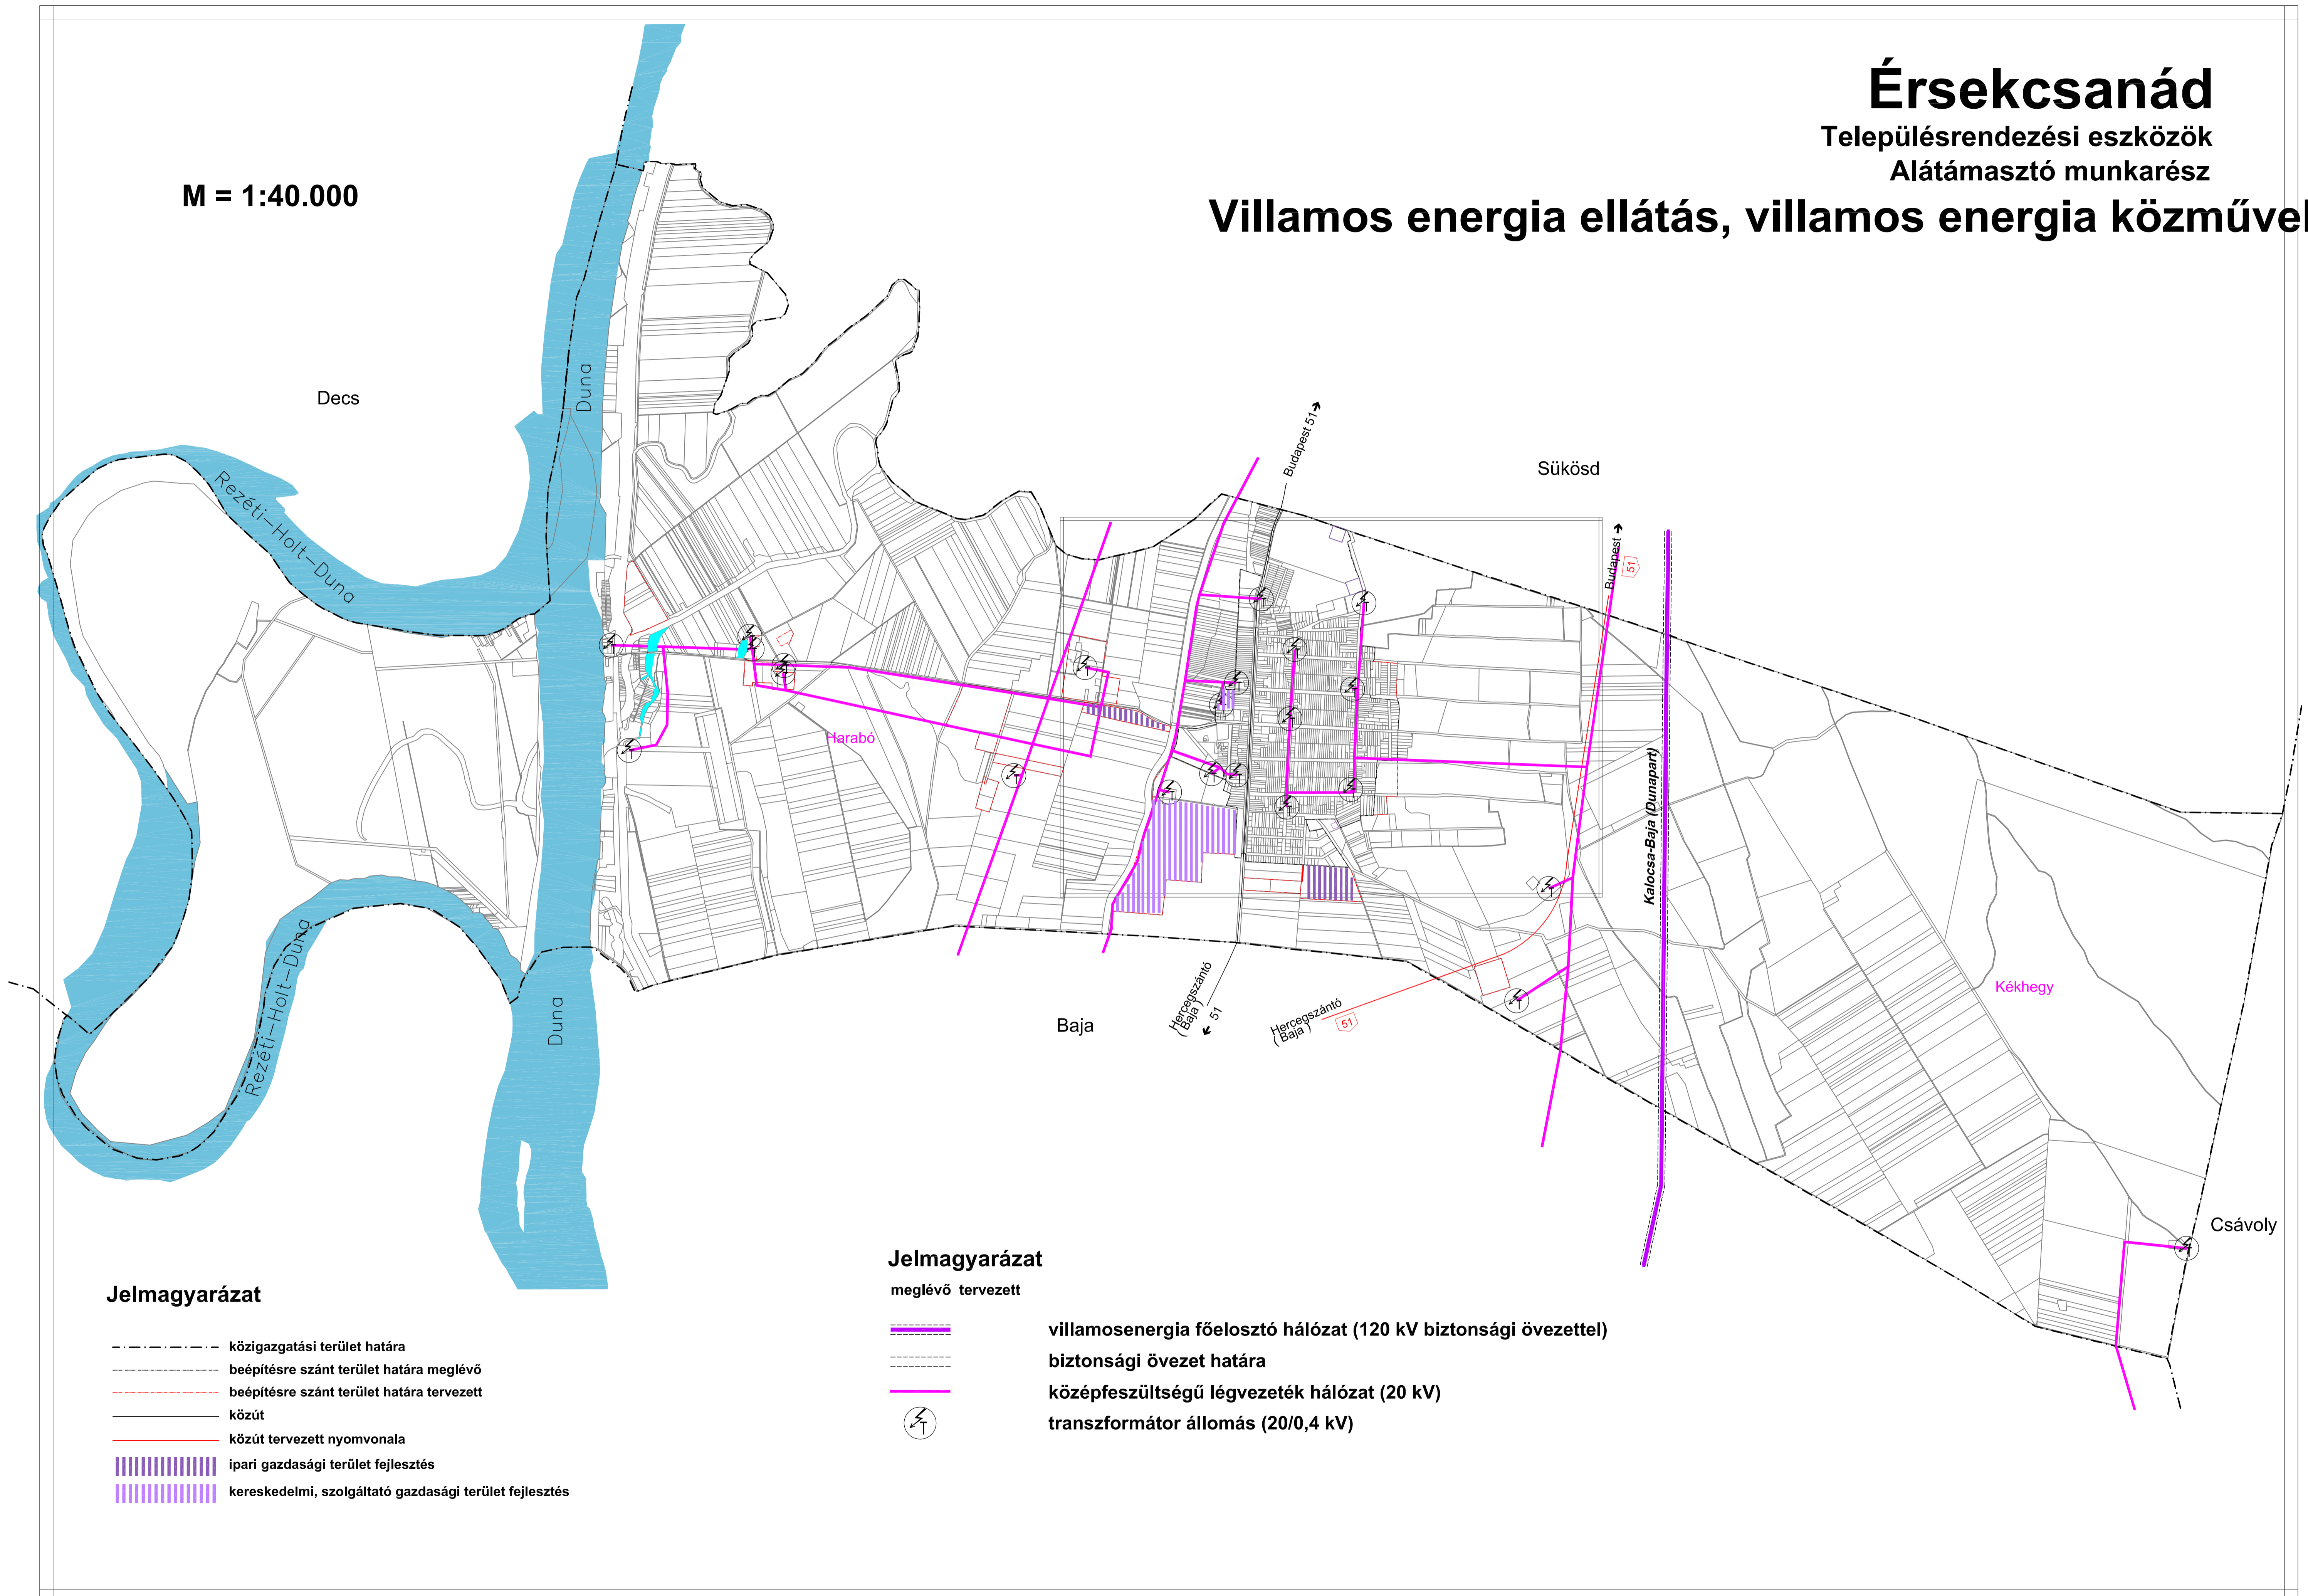 Érsekcsanád
Településrendezési eszközök
Alátámasztó munkarész
Villamos energia ellátás, villamos energia közművel
M = 1:40.000
Decs
Duna
Rezéti-Holt-Duna
Budapest 51
Sükösd
Budapest
51
Harabó
Kalocsa-Baja (Dunapart)
Rezéti-Holt-Duna
Duna
Baja
Hercegszántó
( Baja )
51
Hercegszántó
( Baja )
51
Kékhegy
Csávoly
Jelmagyarázat
közigazgatási terület határa
beépítésre szánt terület határa meglévő
beépítésre szánt terület határa tervezett
közút
közút tervezett nyomvonala
ipari gazdasági terület fejlesztés
kereskedelmi, szolgáltató gazdasági terület fejlesztés
Jelmagyarázat
meglévő tervezett
villamosenergia főelosztó hálózat (120 kV biztonsági övezettel)
biztonsági övezet határa
középfeszültségű légvezeték hálózat (20 kV)
transzformátor állomás (20/0,4 kV)